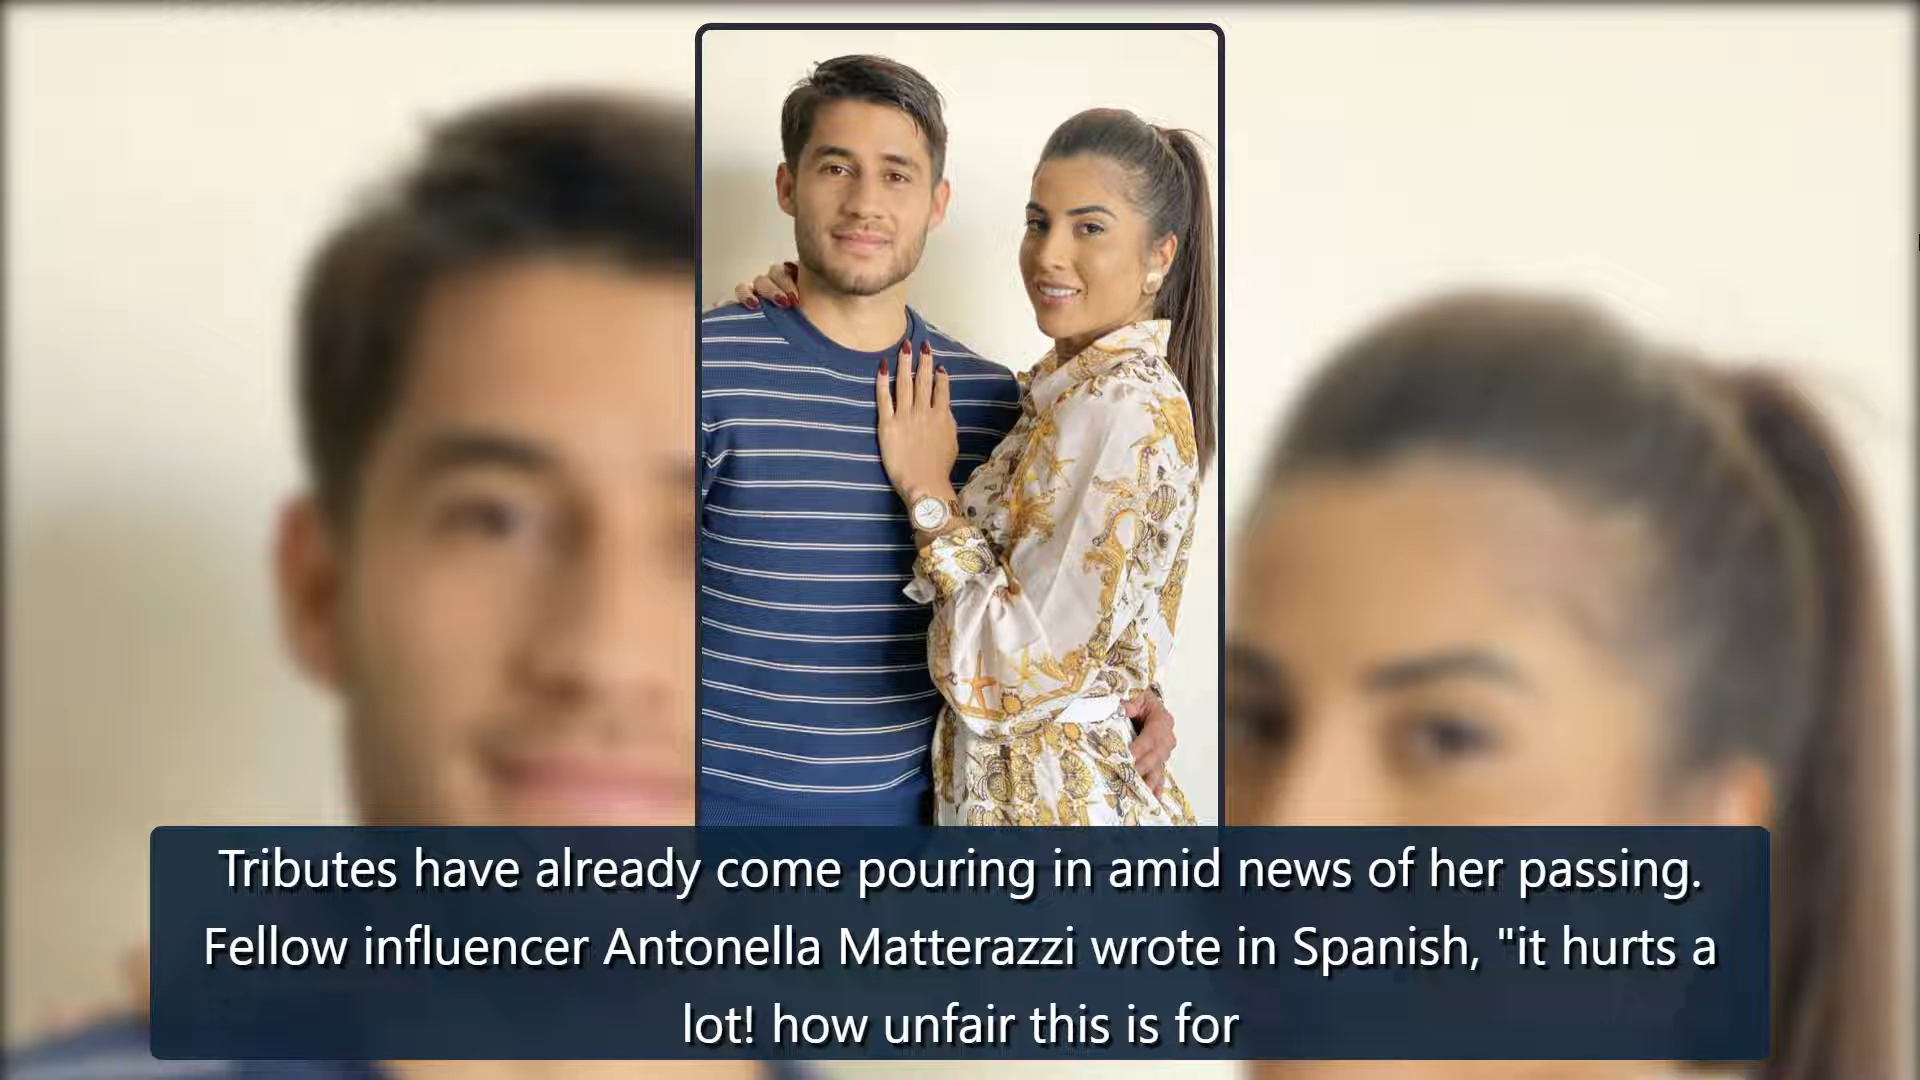 Tributes have already come pouring in amid news of her passing.
Fellow influencer Antonella Matterazzi wrote in Spanish, "it hurts a
lot! how unfair this is for